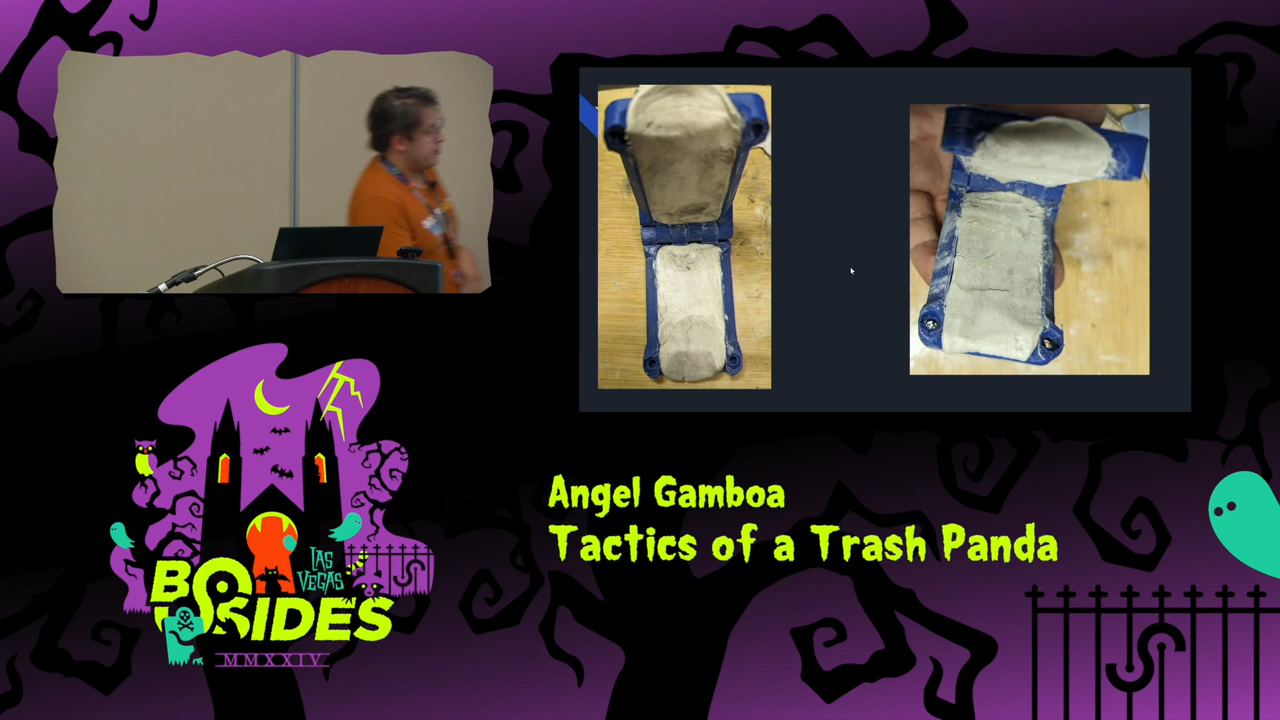 Angel Gamboa
Tactics of a Trash Panda
LAS
VEGAS
BSIDES
MMXXIV